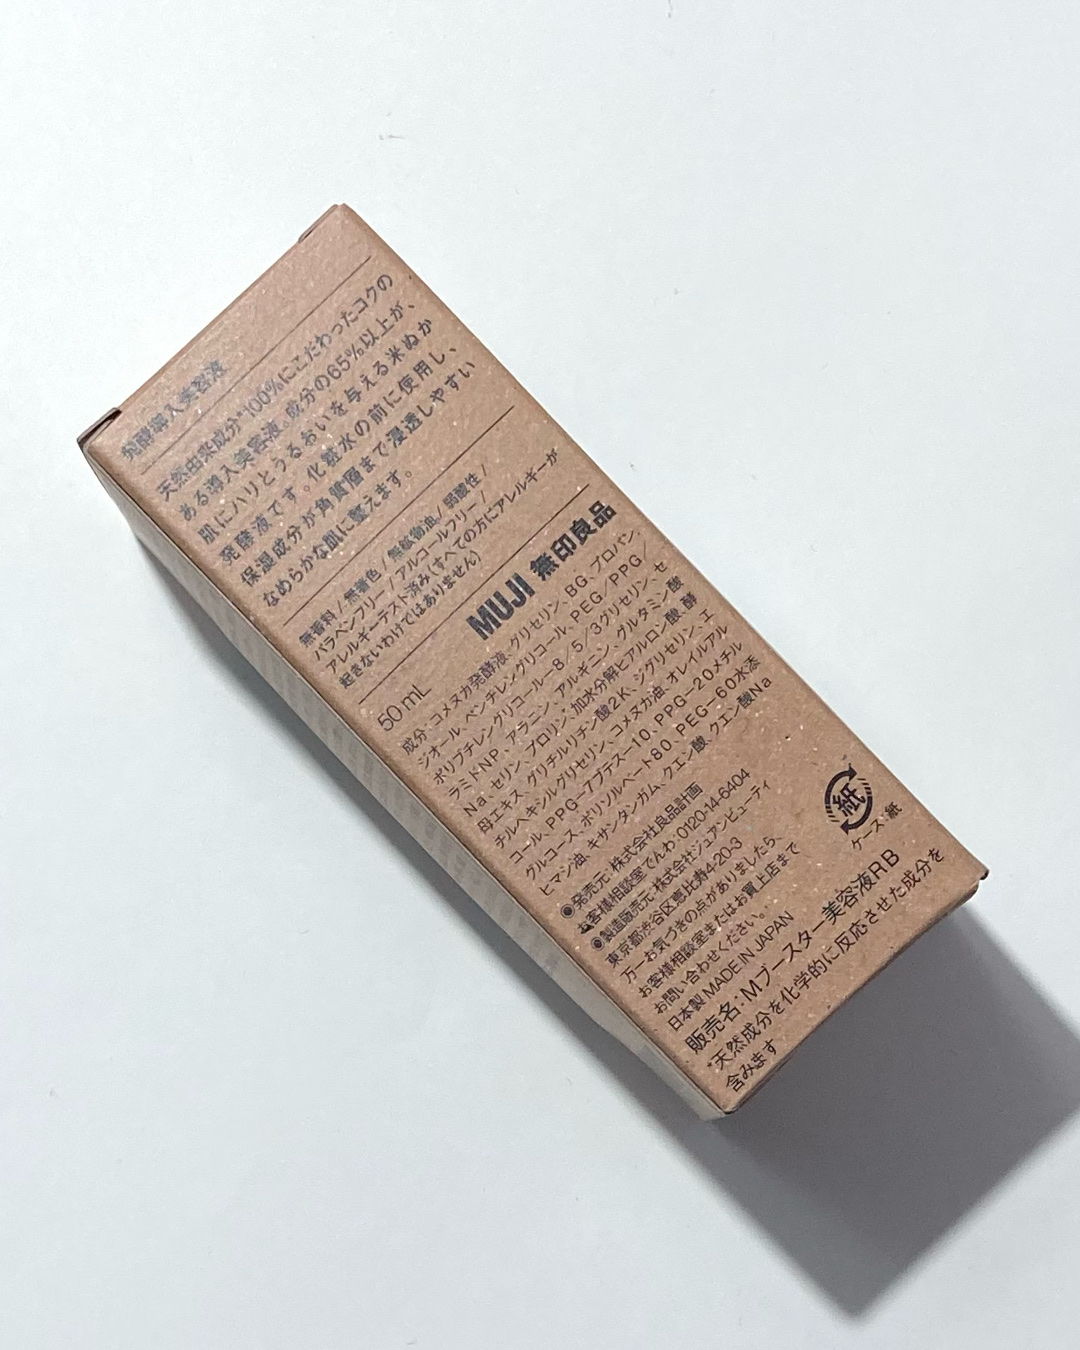 発酵導入美容液
天然由来成分*100%にこだわったコクの
ある導入美容液。成分の65%以上が、
肌にハリとうるおいを与える米ぬか
発酵液です。化粧水の前に使用し、
保湿成分が角質層まで浸透しやすい
なめらかな肌に整えます。
無香料/無着色/無鉱物油/弱酸性/
パラベンフリー/アルコールフリー/
アレルギーテスト済み(すべての方にアレルギーが
起きないわけではありません)
MUJI 無印良品
50mL
成分:コメヌカ発酵液、グリセリン、BG、プロパン
ジオール、ペンチレングリコール、PEG/PPG/
ポリブチレングリコール-8/5/3グリセリン、セ
ラミドNP、アラニン、アルギニン、グルタミン酸
Na、セリン、プロリン、加水分解ヒアルロン酸、酵
母エキス、グリチルリチン酸2K、ジグリセリン、エ
チルヘキシルグリセリン、コメヌカ油、オレイルアル
コール、PPG-7ブテス-10、PPG-20メチル
グルコース、ポリソルベート80、PEG-60水添
ヒマシ油、キサンタンガム、クエン酸、クエン酸Na
◉発売元:株式会社良品計画
お客様相談室でんわ:0120-14-6404
◉製造販売元:株式会社ジュアンビューティ
東京都渋谷区恵比寿4-20-3
万一お気づきの点がありましたら、
お客様相談室またはお買上店まで
お問い合わせください。
日本製 MADE IN JAPAN
紙
ケース:紙
販売名:Mブースター美容液RB
*天然成分を化学的に反応させた成分を
含みます